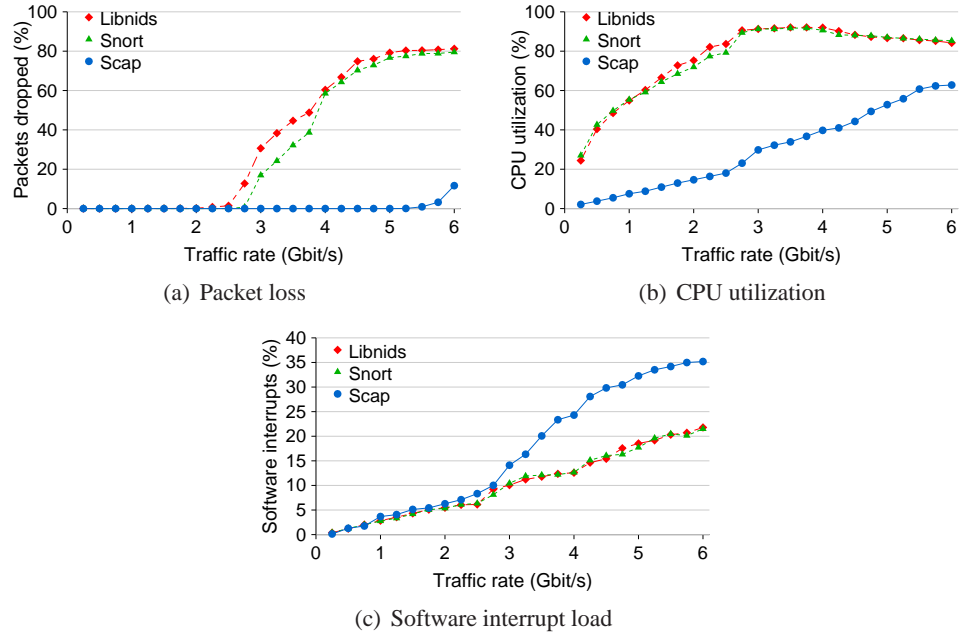 Packets dropped (%)
100
80
60
40
20
0
Libnids
Snort
Scap
0 1 2 3 4 5 6
Traffic rate (Gbit/s)
(a) Packet loss
CPU utilization (%)
100
80
60
40
20
0
Libnids
Snort
Scap
0 1 2 3 4 5 6
Traffic rate (Gbit/s)
(b) CPU utilization
Software interrupts (%)
40
35
30
25
20
15
10
5
0
Libnids
Snort
Scap
0 1 2 3 4 5 6
Traffic rate (Gbit/s)
(c) Software interrupt load